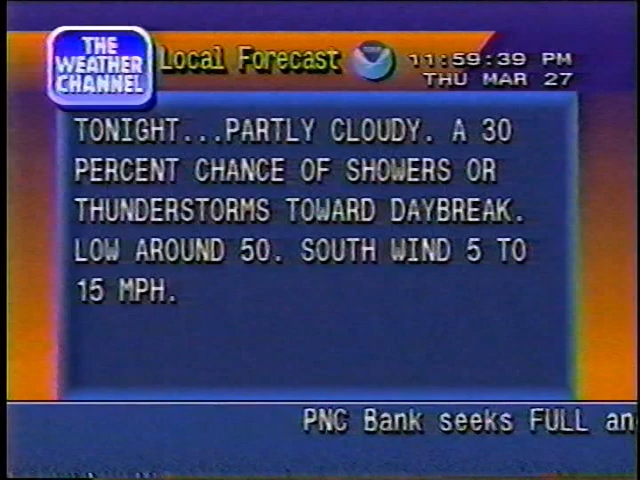 THE
WEATHER
CHANNEL
Local Forecast
11:59:39 PM
THU MAR 27
TONIGHT...PARTLY CLOUDY. A 30
PERCENT CHANCE OF SHOWERS OR
THUNDERSTORMS TOWARD DAYBREAK.
LOW AROUND 50. SOUTH WIND 5 TO
15 MPH.
PNC Bank seeks FULL an